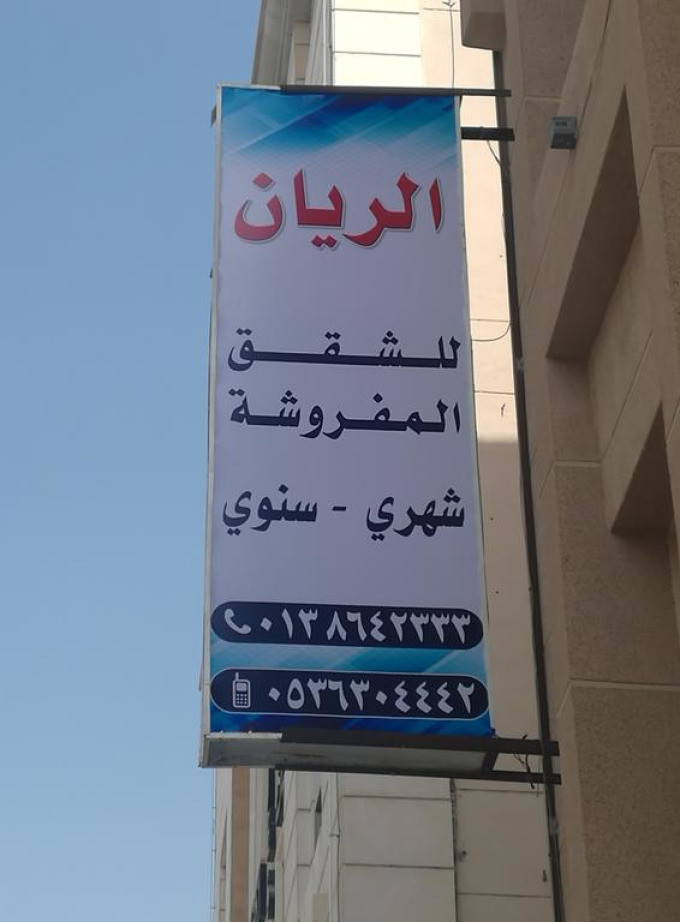 الريان
للشقق
المفروشة
شهري - سنوي
٠١٣٨٦٤٢٣٣٣
٠٥٣٦٣٠٤٤٤٢